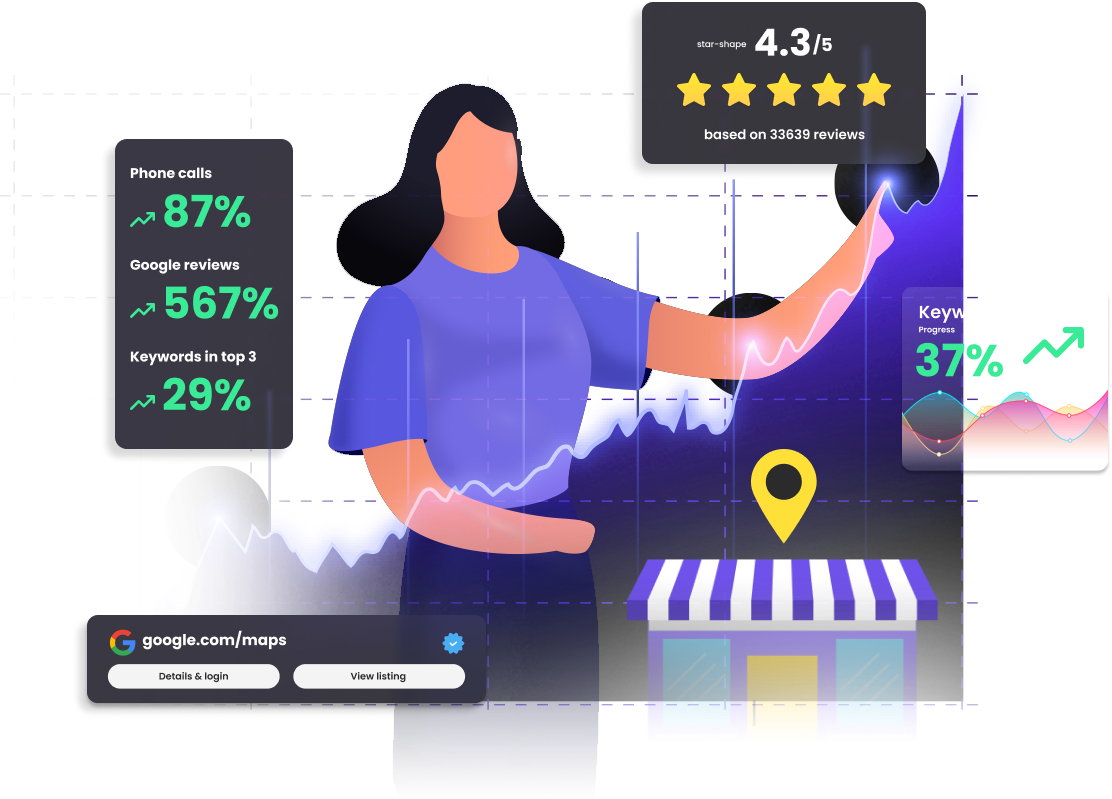 star-shape 4.3/5
based on 33639 reviews
Phone calls
87%
Google reviews
567%
Keywords in top 3
29%
Keyw
Progress
37%
google.com/maps
Details & login
View listing